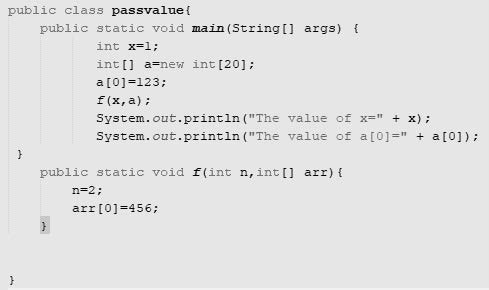 public class passvalue{
public static void main(String[] args) {
int x=1;
int[] a=new int[20];
a[0]=123;
f(x,a);
System.out.println("The value of x=" + x);
System.out.println("The value of a[0]=" + a[0]);
}
public static void f(int n,int[] arr){
n=2;
arr[0]=456;
}
}